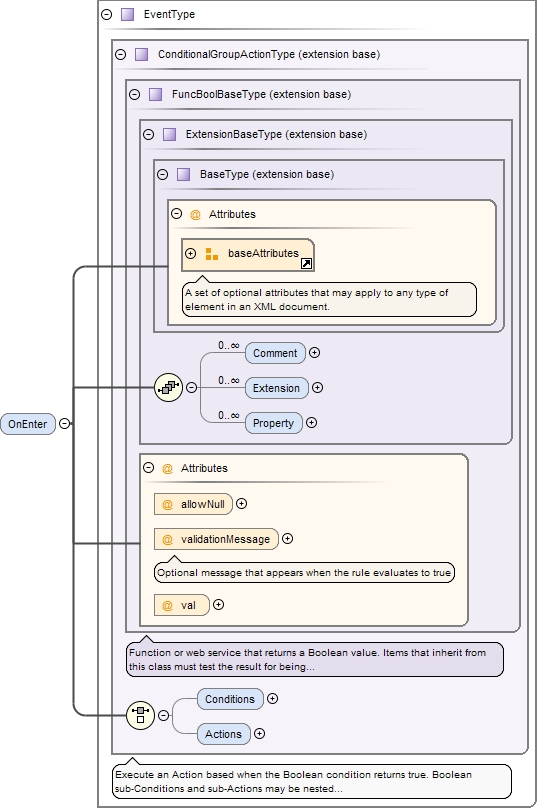 EventType
ConditionalGroupActionType (extension base)
FuncBoolBaseType (extension base)
ExtensionBaseType (extension base)
BaseType (extension base)
@ Attributes
baseAttributes
A set of optional attributes that may apply to any type of
element in an XML document.
0..∞
Comment
0..∞
Extension
0..∞
Property
OnEnter
@ Attributes
@ allowNull
@ validationMessage
Optional message that appears when the rule evaluates to true
@ val
Function or web service that returns a Boolean value. Items that inherit from
this class must test the result for being...
Conditions
Actions
Execute an Action based when the Boolean condition returns true. Boolean
sub-Conditions and sub-Actions may be nested...